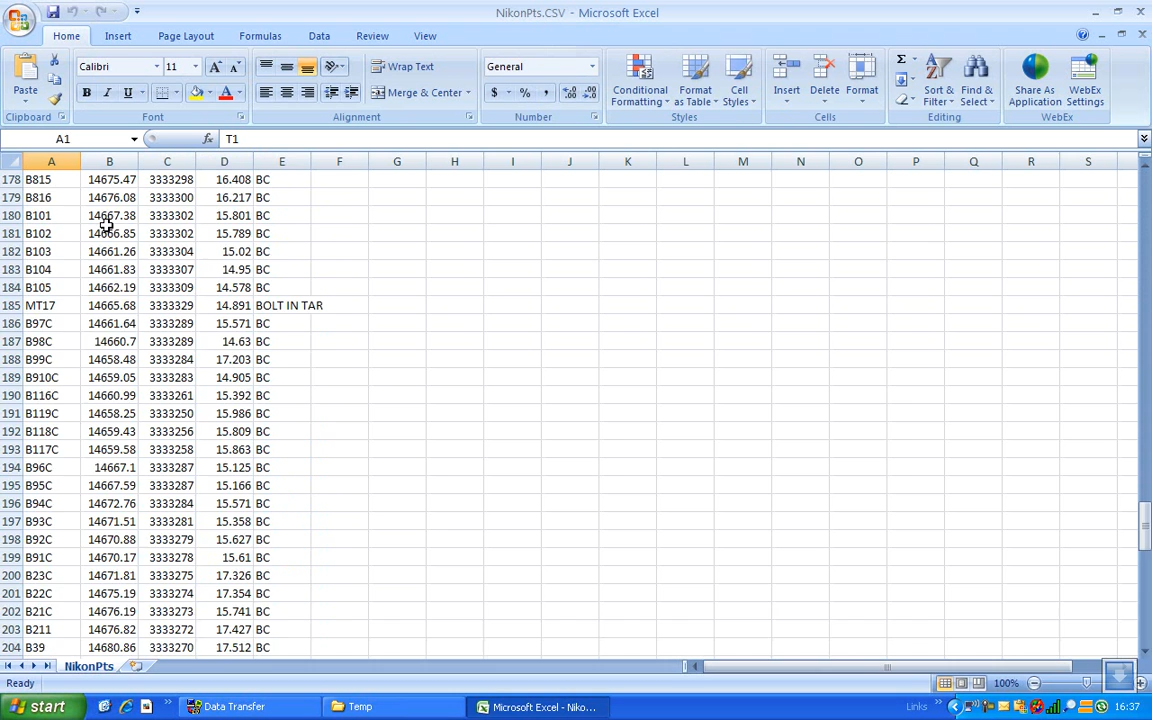 NikonPts.CSV - Microsoft Excel
Home Insert Page Layout Formulas Data Review View
Paste
Clipboard
Calibri 11 A A
B I U A
Font
Wrap Text
Merge & Center
Alignment
General
$ % ,
Number
Conditional Formatting
Format as Table
Cell Styles
Styles
Insert Delete Format
Cells
Σ
Sort & Filter
Find & Select
Editing
Share As Application
WebEx
WebEx Settings
WebEx
A1 fx T1
A B C D E F G H I J K L M N O P Q R S
178 B815 14675.47 3333298 16.408 BC
179 B816 14676.08 3333300 16.217 BC
180 B101 14667.38 3333302 15.801 BC
181 B102 14666.85 3333302 15.789 BC
182 B103 14661.26 3333304 15.02 BC
183 B104 14661.83 3333307 14.95 BC
184 B105 14662.19 3333309 14.578 BC
185 MT17 14665.68 3333329 14.891 BOLT IN TAR
186 B97C 14661.64 3333289 15.571 BC
187 B98C 14660.7 3333289 14.63 BC
188 B99C 14658.48 3333284 17.203 BC
189 B910C 14659.05 3333283 14.905 BC
190 B116C 14660.99 3333261 15.392 BC
191 B119C 14658.25 3333250 15.986 BC
192 B118C 14659.43 3333256 15.809 BC
193 B117C 14659.58 3333258 15.863 BC
194 B96C 14667.1 3333287 15.125 BC
195 B95C 14667.59 3333287 15.166 BC
196 B94C 14672.76 3333284 15.571 BC
197 B93C 14671.51 3333281 15.358 BC
198 B92C 14670.88 3333279 15.627 BC
199 B91C 14670.17 3333278 15.61 BC
200 B23C 14671.81 3333275 17.326 BC
201 B22C 14675.19 3333274 17.354 BC
202 B21C 14676.19 3333273 15.741 BC
203 B211 14676.82 3333272 17.427 BC
204 B39 14680.86 3333270 17.512 BC
NikonPts
Ready 100%
start Data Transfer Temp Microsoft Excel - Niko... Links 16:37